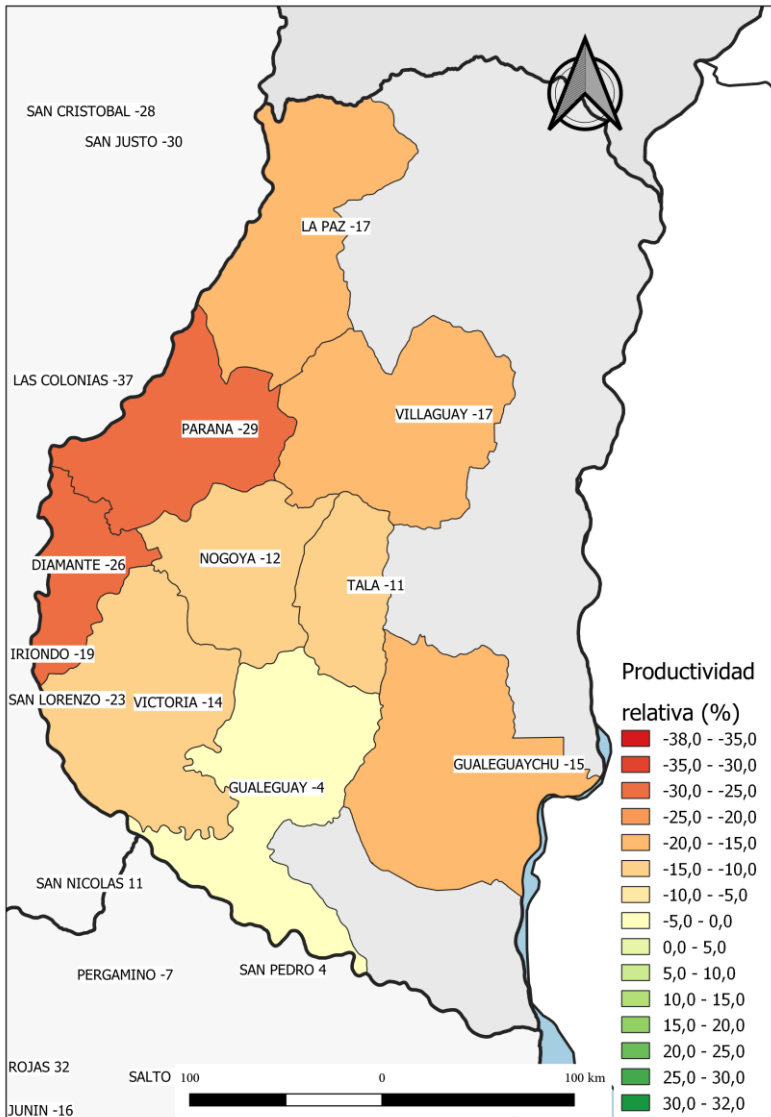 SAN CRISTOBAL -28
SAN JUSTO -30
LA PAZ -17
LAS COLONIAS -37
PARANA -29
VILLAGUAY -17
DIAMANTE -26
NOGOYA -12
TALA -11
IRIONDO -19
SAN LORENZO -23
VICTORIA -14
GUALEGUAYCHU -15
GUALEGUAY -4
SAN NICOLAS 11
PERGAMINO -7
SAN PEDRO 4
ROJAS 32
SALTO
JUNIN -16
100 0 100 km
Productividad
relativa (%)
-38,0 - -35,0
-35,0 - -30,0
-30,0 - -25,0
-25,0 - -20,0
-20,0 - -15,0
-15,0 - -10,0
-10,0 - -5,0
-5,0 - 0,0
0,0 - 5,0
5,0 - 10,0
10,0 - 15,0
15,0 - 20,0
20,0 - 25,0
25,0 - 30,0
30,0 - 32,0